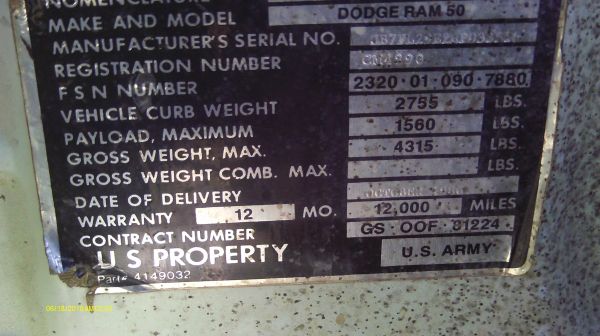 NOMENCLATURE
MAKE AND MODEL DODGE RAM 50
MANUFACTURER'S SERIAL NO.
REGISTRATION NUMBER
F S N NUMBER 2320-01-090-7880
VEHICLE CURB WEIGHT 2755 LBS.
PAYLOAD, MAXIMUM 1560 LBS.
GROSS WEIGHT, MAX. 4315 LBS.
GROSS WEIGHT COMB. MAX. LBS.
DATE OF DELIVERY OCTOBER
WARRANTY 12 MO. 12,000 MILES
CONTRACT NUMBER GS-OOF-81224
U S PROPERTY U.S. ARMY
Part# 4149032